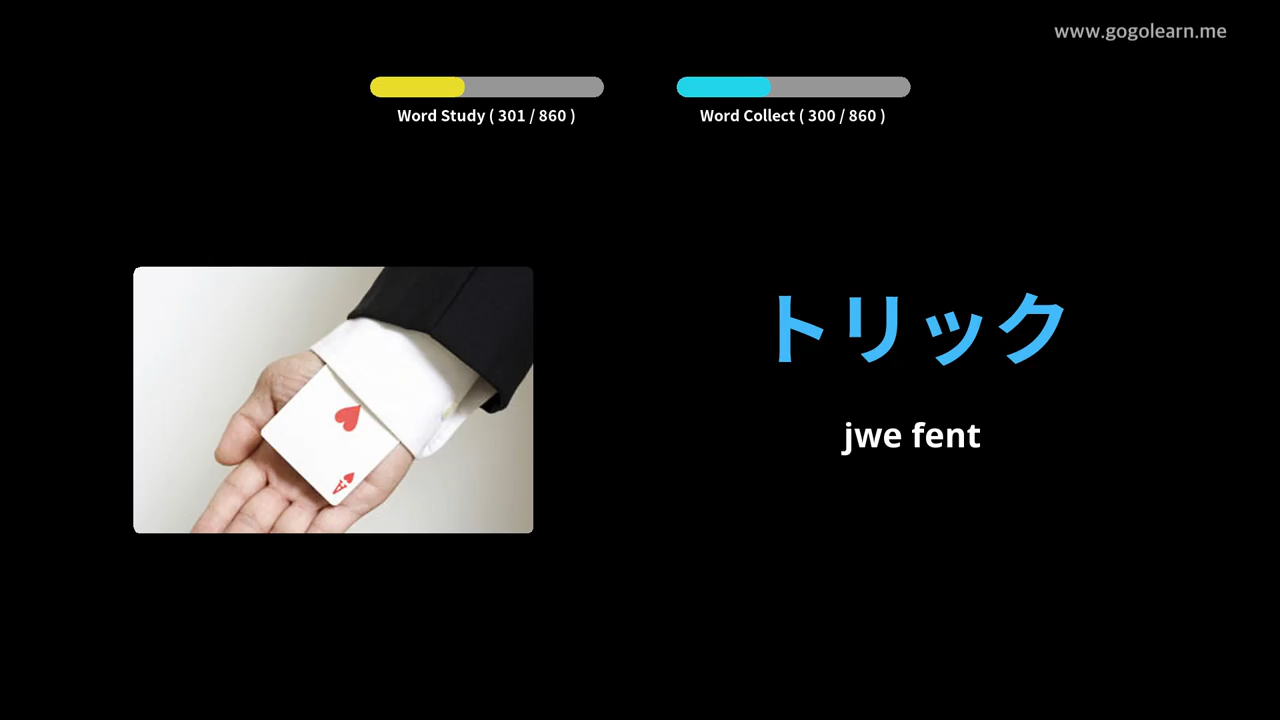 www.gogolearn.me
Word Study ( 301 / 860 )
Word Collect ( 300 / 860 )
トリック
jwe fent
A